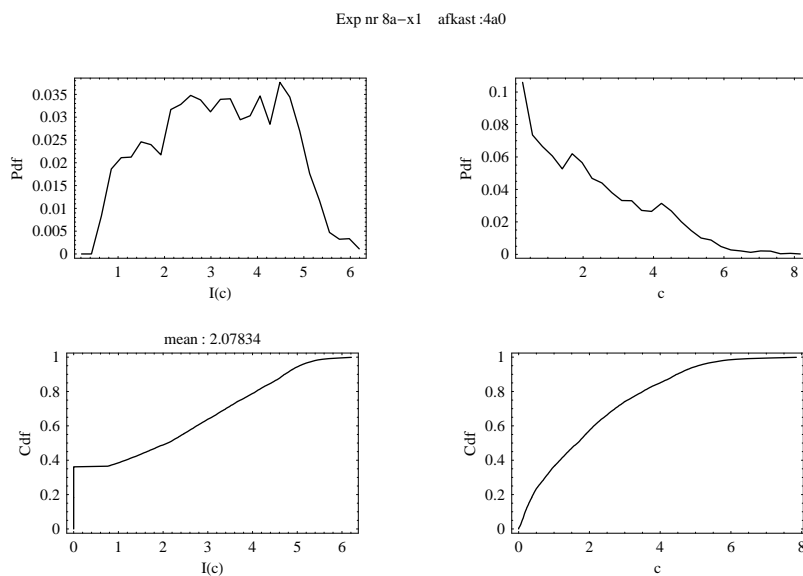 Exp nr 8a−x1 afkast :4a0
0.035
0.03
0.025
0.02
0.015
0.01
0.005
0
Pdf
1 2 3 4 5 6
I(c)
0.1
0.08
0.06
0.04
0.02
0
Pdf
2 4 6 8
c
mean : 2.07834
1
0.8
0.6
0.4
0.2
0
Cdf
0 1 2 3 4 5 6
I(c)
1
0.8
0.6
0.4
0.2
0
Cdf
0 2 4 6 8
c